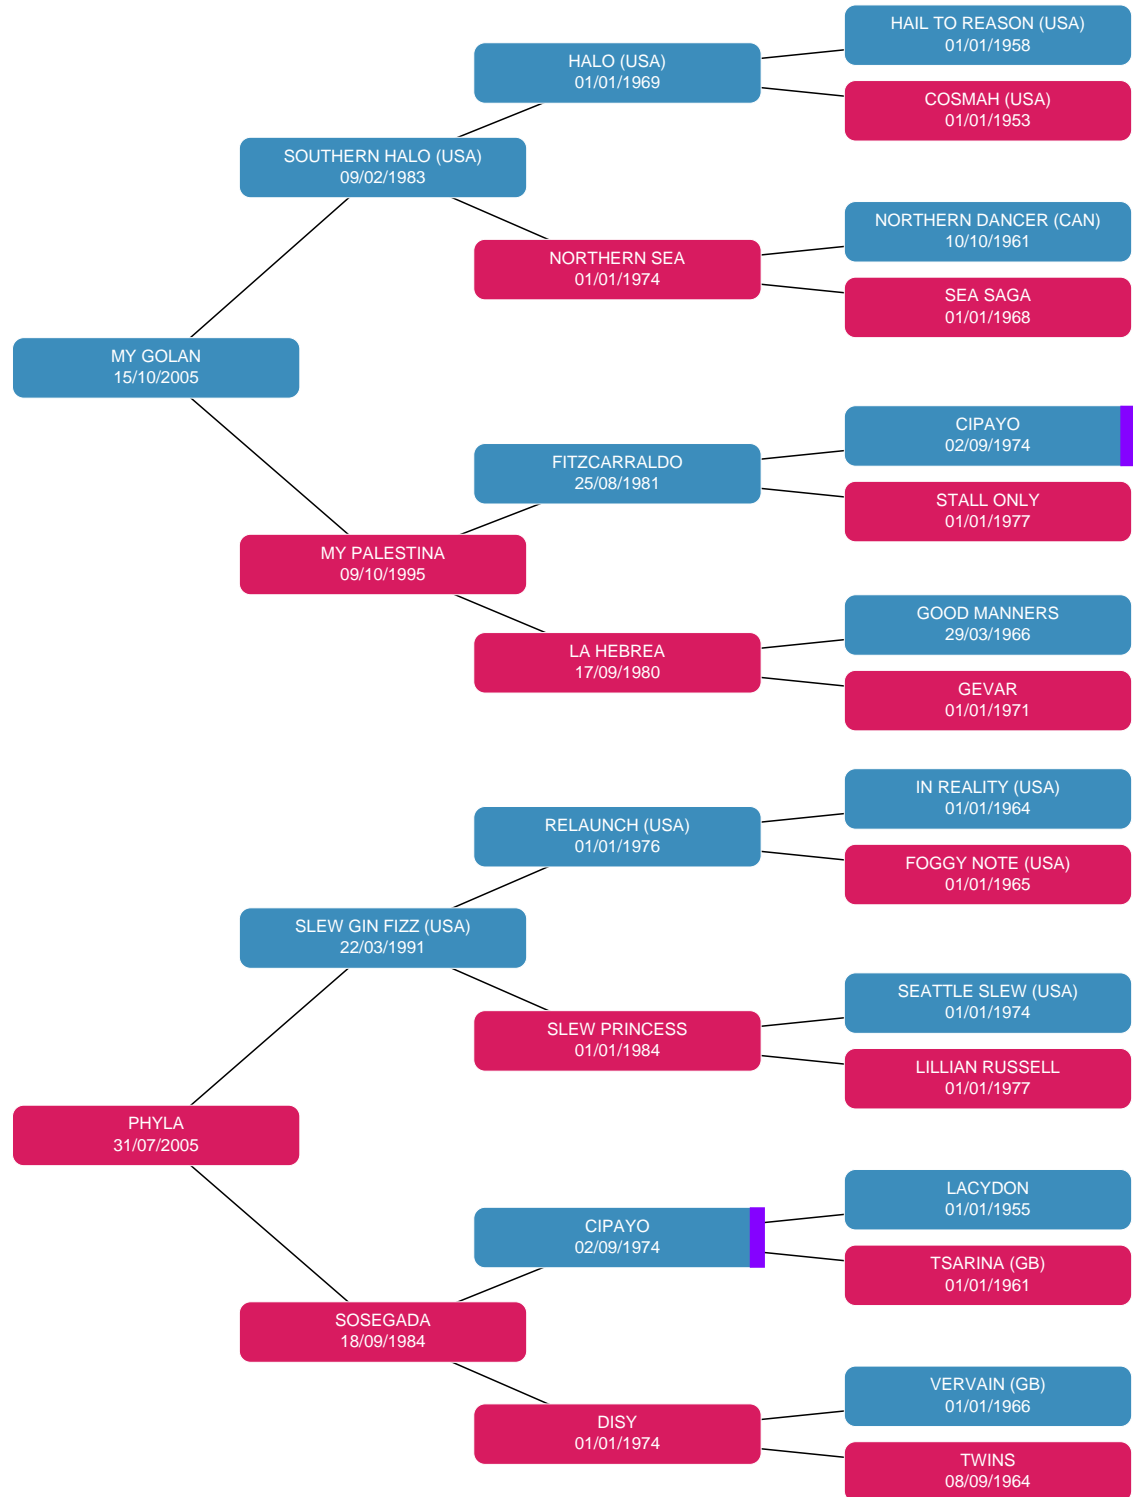 HAIL TO REASON (USA)
01/01/1958
HALO (USA)
01/01/1969
COSMAH (USA)
01/01/1953
SOUTHERN HALO (USA)
09/02/1983
NORTHERN DANCER (CAN)
10/10/1961
NORTHERN SEA
01/01/1974
SEA SAGA
01/01/1968
MY GOLAN
15/10/2005
CIPAYO
02/09/1974
FITZCARRALDO
25/08/1981
STALL ONLY
01/01/1977
MY PALESTINA
09/10/1995
GOOD MANNERS
29/03/1966
LA HEBREA
17/09/1980
GEVAR
01/01/1971
IN REALITY (USA)
01/01/1964
RELAUNCH (USA)
01/01/1976
FOGGY NOTE (USA)
01/01/1965
SLEW GIN FIZZ (USA)
22/03/1991
SEATTLE SLEW (USA)
01/01/1974
SLEW PRINCESS
01/01/1984
LILLIAN RUSSELL
01/01/1977
PHYLA
31/07/2005
LACYDON
01/01/1955
CIPAYO
02/09/1974
TSARINA (GB)
01/01/1961
SOSEGADA
18/09/1984
VERVAIN (GB)
01/01/1966
DISY
01/01/1974
TWINS
08/09/1964